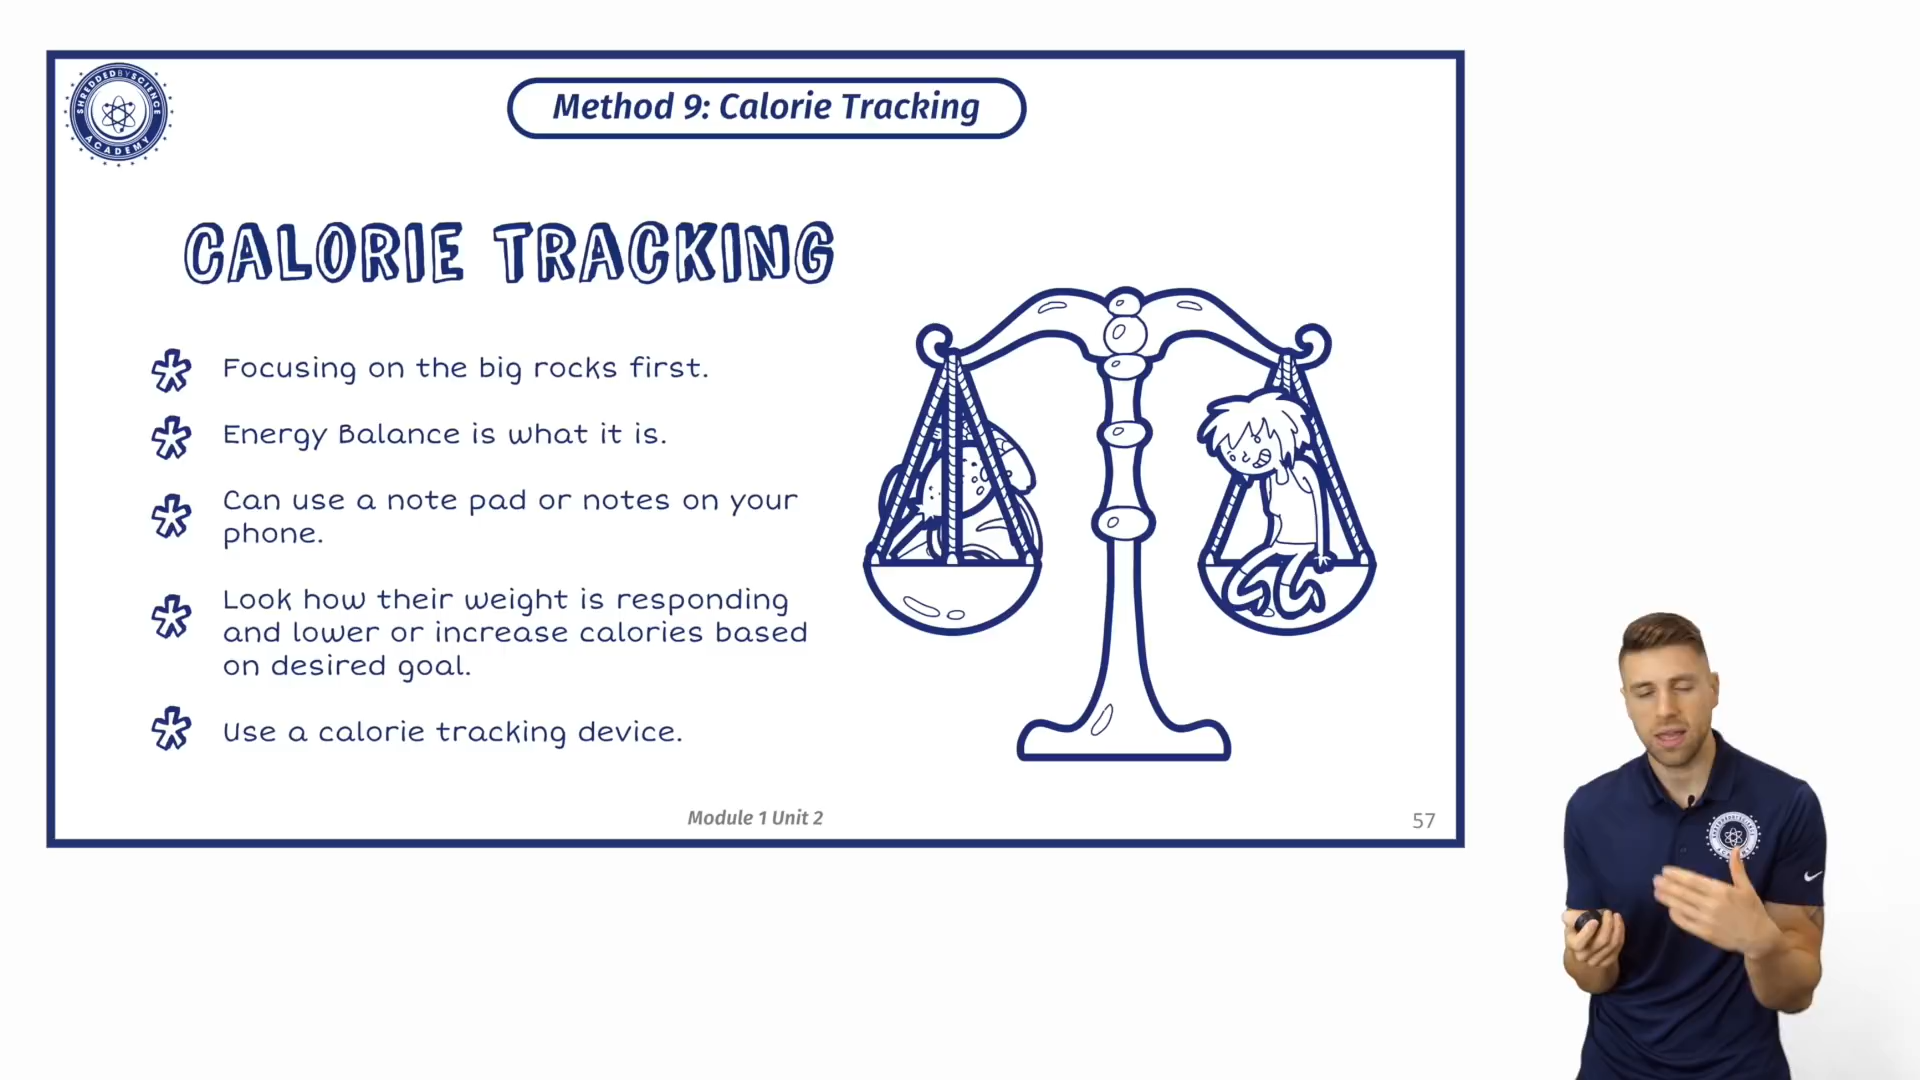 SHREDDEDBYSCIENCE
ACADEMY
Method 9: Calorie Tracking
CALORIE TRACKING
Focusing on the big rocks first.
Energy Balance is what it is.
Can use a note pad or notes on your
phone.
Look how their weight is responding
and lower or increase calories based
on desired goal.
Use a calorie tracking device.
Module 1 Unit 2
57